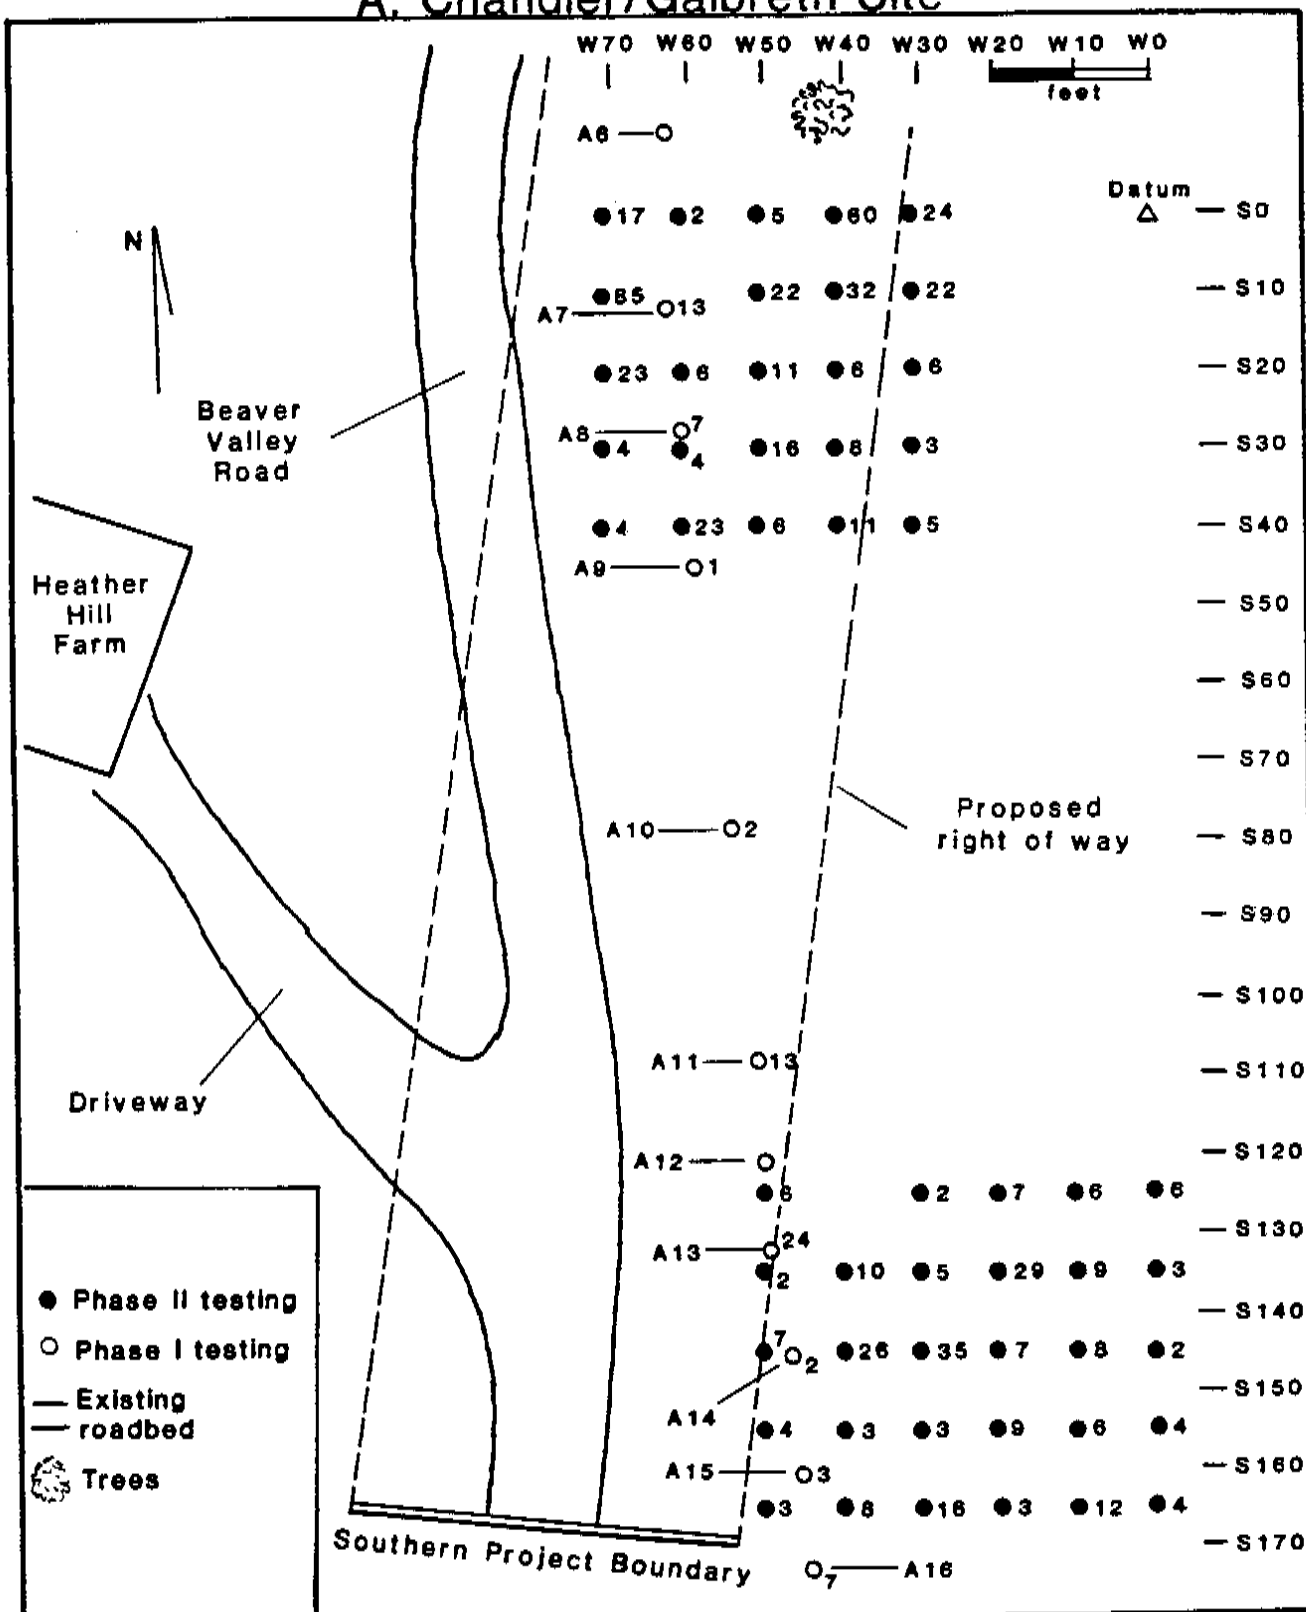 A. Chandler/Galbreth Site
W70 W60 W50 W40 W30 W20 W10 W0
feet
A6
Datum
17 2 5 60 24 S0
N
85 22 32 22 S10
A7 13
23 6 11 6 6 S20
Beaver
Valley
Road
A8 7
4 4 16 8 3 S30
4 23 6 11 5 S40
A9 1
Heather
Hill
Farm
S50
S60
S70
Proposed
right of way
A10 2 S80
S90
S100
A11 13 S110
Driveway
A12 S120
2 7 6 6
S130
A13 24
2 10 5 29 9 3
S140
7 26 35 7 8 2
2
S150
A14
4 3 3 9 6 4
A15 3 S160
3 8 16 3 12 4
S170
7 A16
Phase II testing
Phase I testing
Existing
roadbed
Trees
Southern Project Boundary